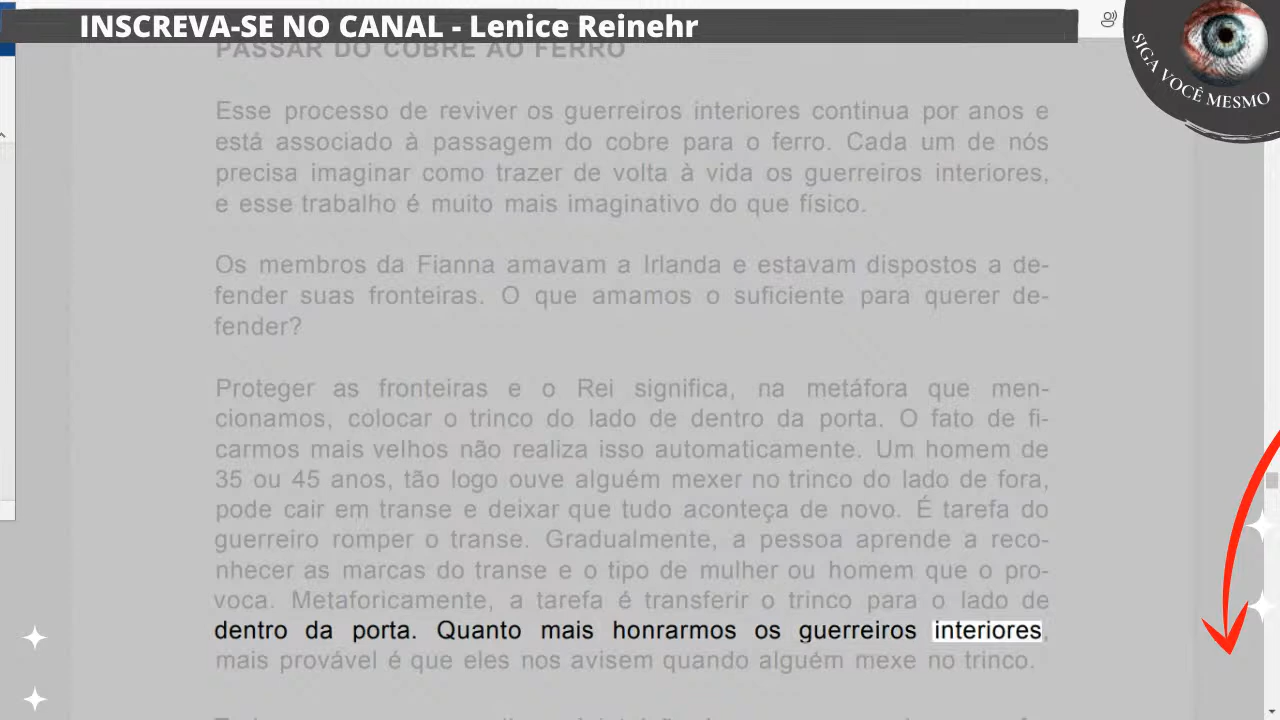 INSCREVA-SE NO CANAL - Lenice Reinehr
SIGA VOCÊ MESMO
PASSAR DO COBRE AO FERRO
Esse processo de reviver os guerreiros interiores continua por anos e
está associado à passagem do cobre para o ferro. Cada um de nós
precisa imaginar como trazer de volta à vida os guerreiros interiores,
e esse trabalho é muito mais imaginativo do que físico.
Os membros da Fianna amavam a Irlanda e estavam dispostos a de-
fender suas fronteiras. O que amamos o suficiente para querer de-
fender?
Proteger as fronteiras e o Rei significa, na metáfora que men-
cionamos, colocar o trinco do lado de dentro da porta. O fato de fi-
carmos mais velhos não realiza isso automaticamente. Um homem de
35 ou 45 anos, tão logo ouve alguém mexer no trinco do lado de fora,
pode cair em transe e deixar que tudo aconteça de novo. É tarefa do
guerreiro romper o transe. Gradualmente, a pessoa aprende a reco-
nhecer as marcas do transe e o tipo de mulher ou homem que o pro-
voca. Metaforicamente, a tarefa é transferir o trinco para o lado de
dentro da porta. Quanto mais honrarmos os guerreiros interiores,
mais provável é que eles nos avisem quando alguém mexe no trinco.